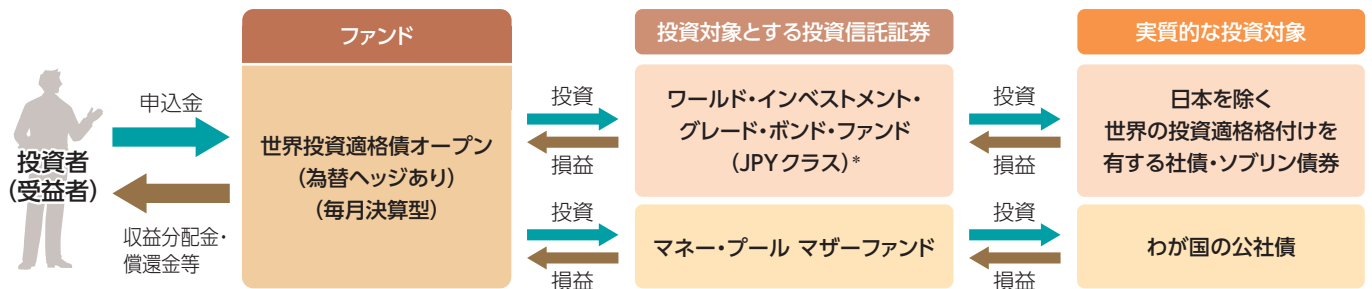 ファンド
投資対象とする投資信託証券
実質的な投資対象
投資者
(受益者)
申込金
収益分配金・
償還金等
世界投資適格債オープン
(為替ヘッジあり)
(毎月決算型)
投資
損益
ワールド・インベストメント・
グレード・ボンド・ファンド
(JPYクラス)*
投資
損益
日本を除く
世界の投資適格格付けを
有する社債・ソブリン債券
投資
損益
マネー・プール マザーファンド
投資
損益
わが国の公社債